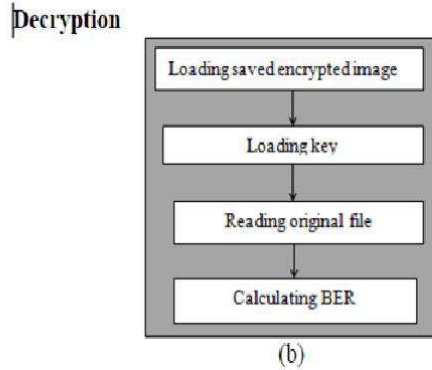 Decryption
Loading saved encrypted image
Loading key
Reading original file
Calculating BER
(b)